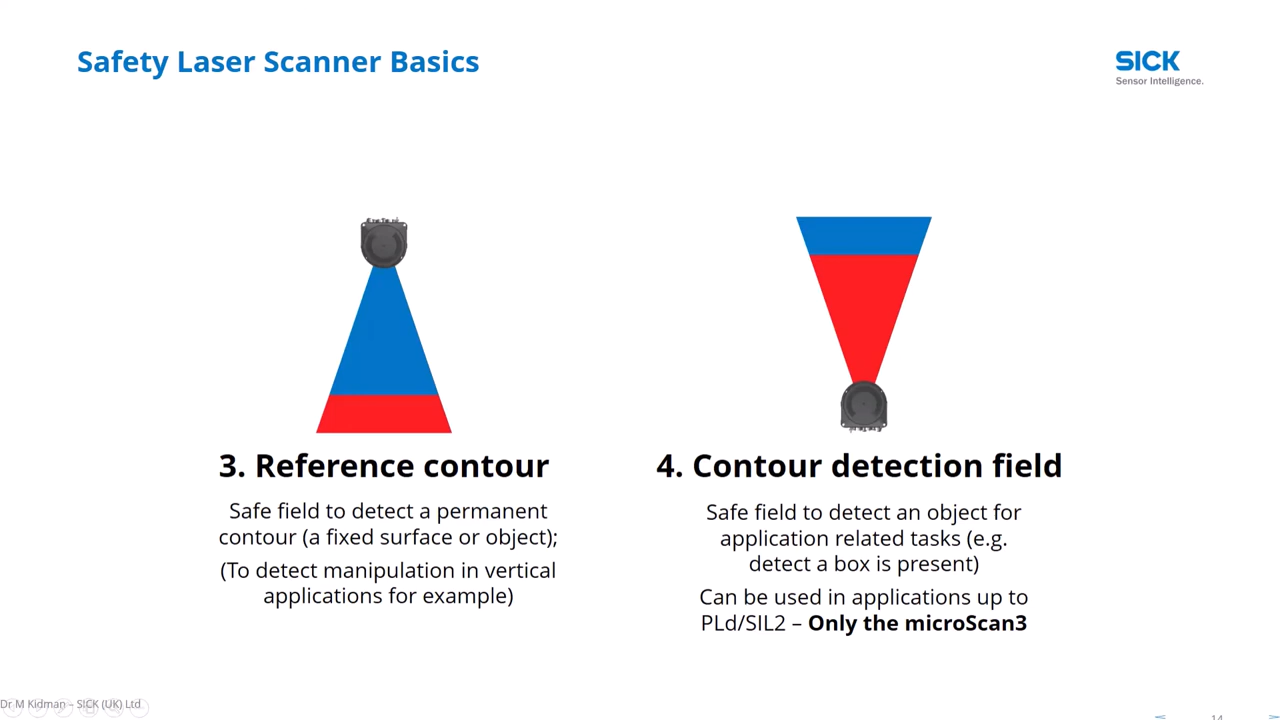 Safety Laser Scanner Basics
SICK
Sensor Intelligence.
3. Reference contour
Safe field to detect a permanent
contour (a fixed surface or object);
(To detect manipulation in vertical
applications for example)
4. Contour detection field
Safe field to detect an object for
application related tasks (e.g.
detect a box is present)
Can be used in applications up to
PLd/SIL2 – Only the microScan3
Dr M Kidman – SICK (UK) Ltd
14